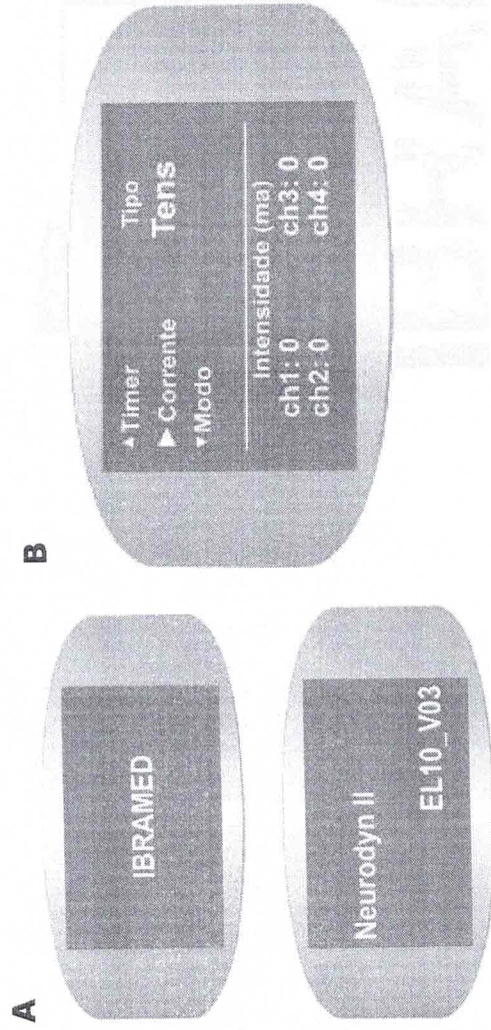 A
IBRAMED
Neurodyn II
EL10_V03
B
▲Timer Tipo
▶Corrente Tens
▼Modo
Intensidade (ma)
ch1: 0 ch3: 0
ch2: 0 ch4: 0